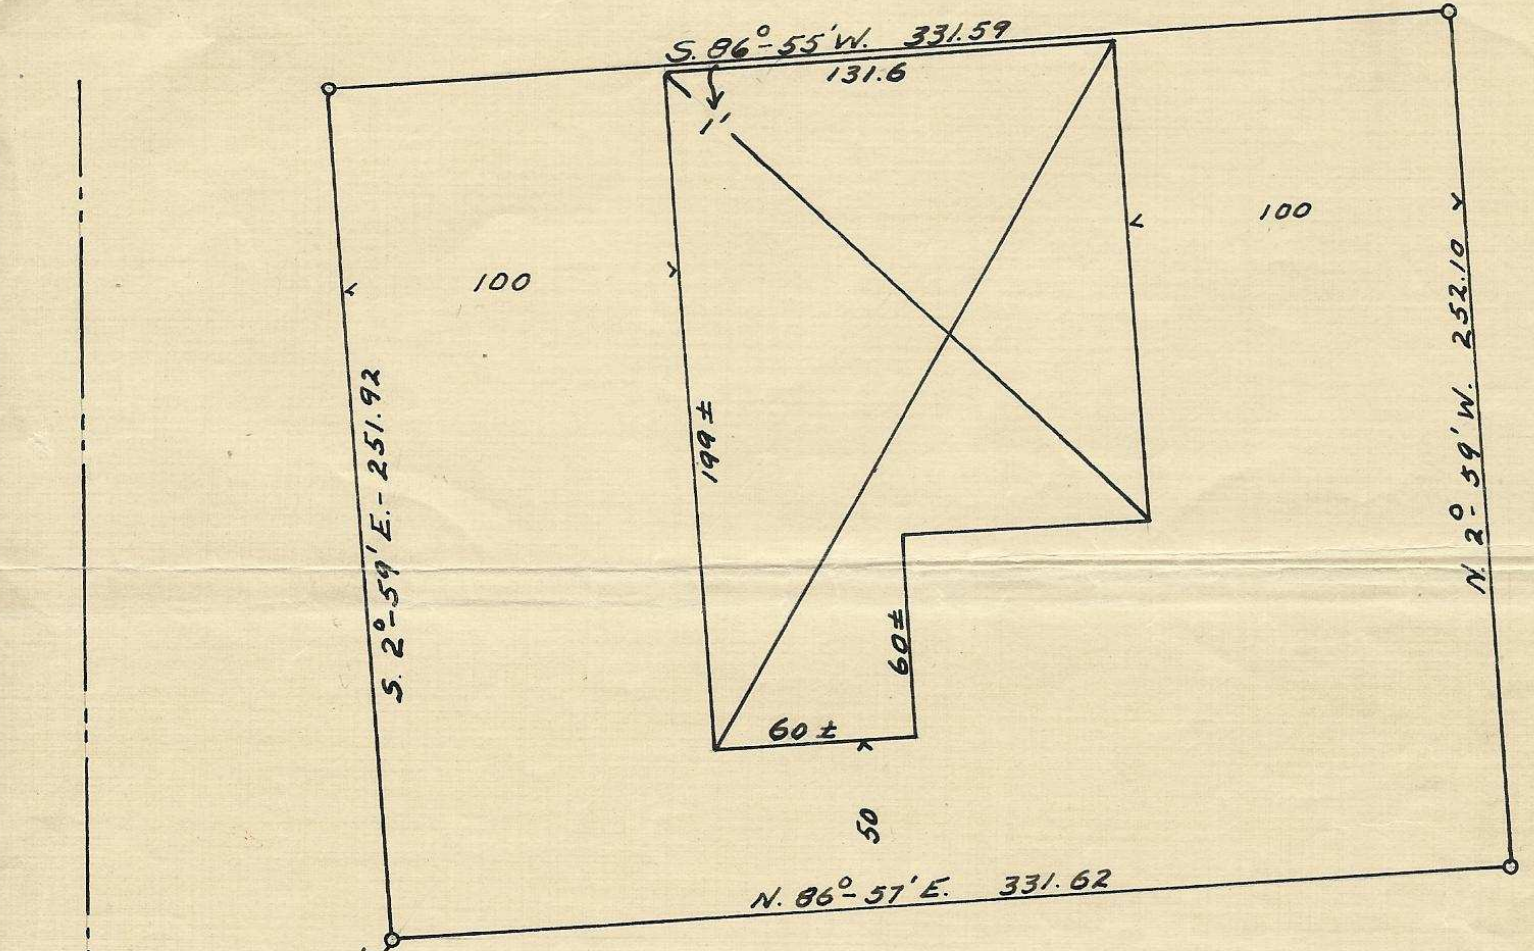 S. 86°-55'W. 331.59
131.6
1'
100
100
S. 2°-59' E.- 251.92
199 ±
N. 2°-59' W. 252.10
60±
60 ±
50
N. 86°-57' E. 331.62